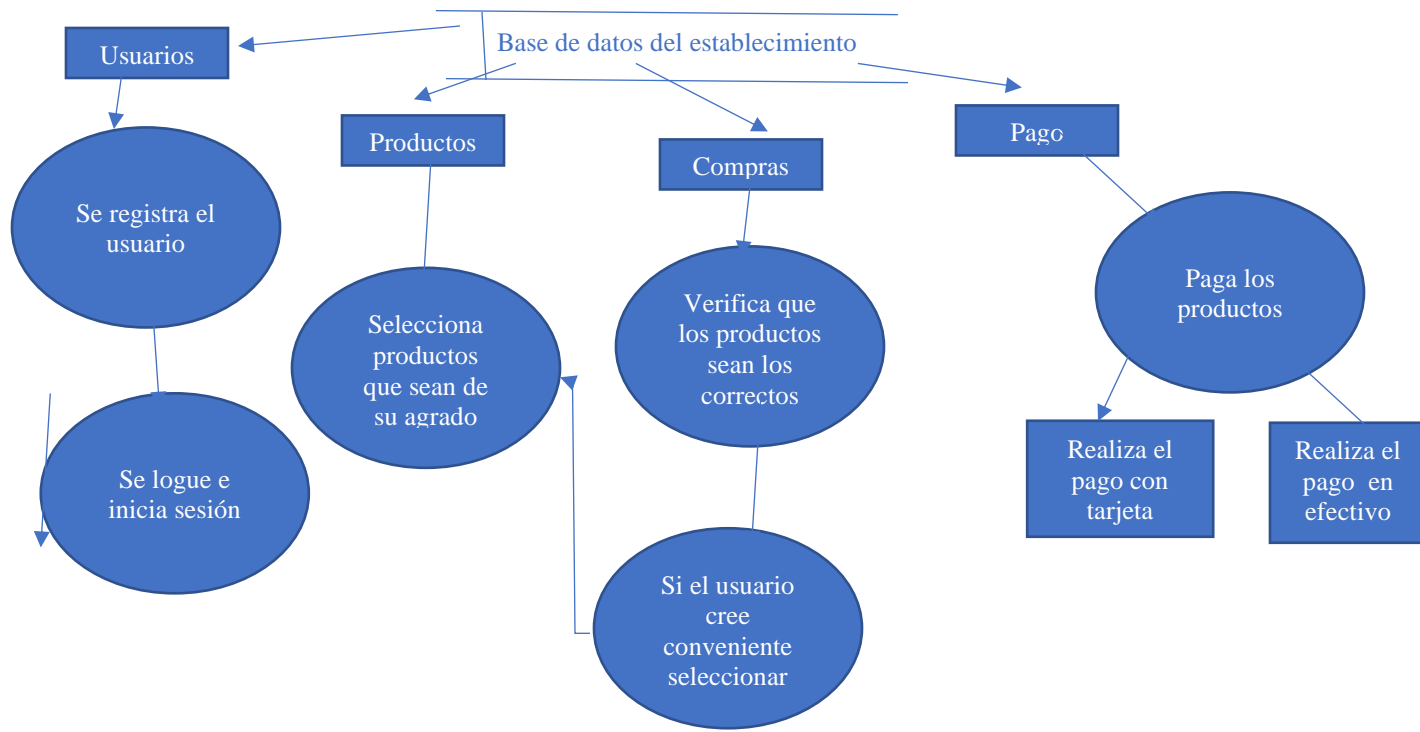 Base de datos del establecimiento
Usuarios
Productos
Compras
Pago
Se registra el
usuario
Se logue e
inicia sesión
Selecciona
productos
que sean de
su agrado
Verifica que
los productos
sean los
correctos
Si el usuario
cree
conveniente
seleccionar
Paga los
productos
Realiza el
pago con
tarjeta
Realiza el
pago en
efectivo